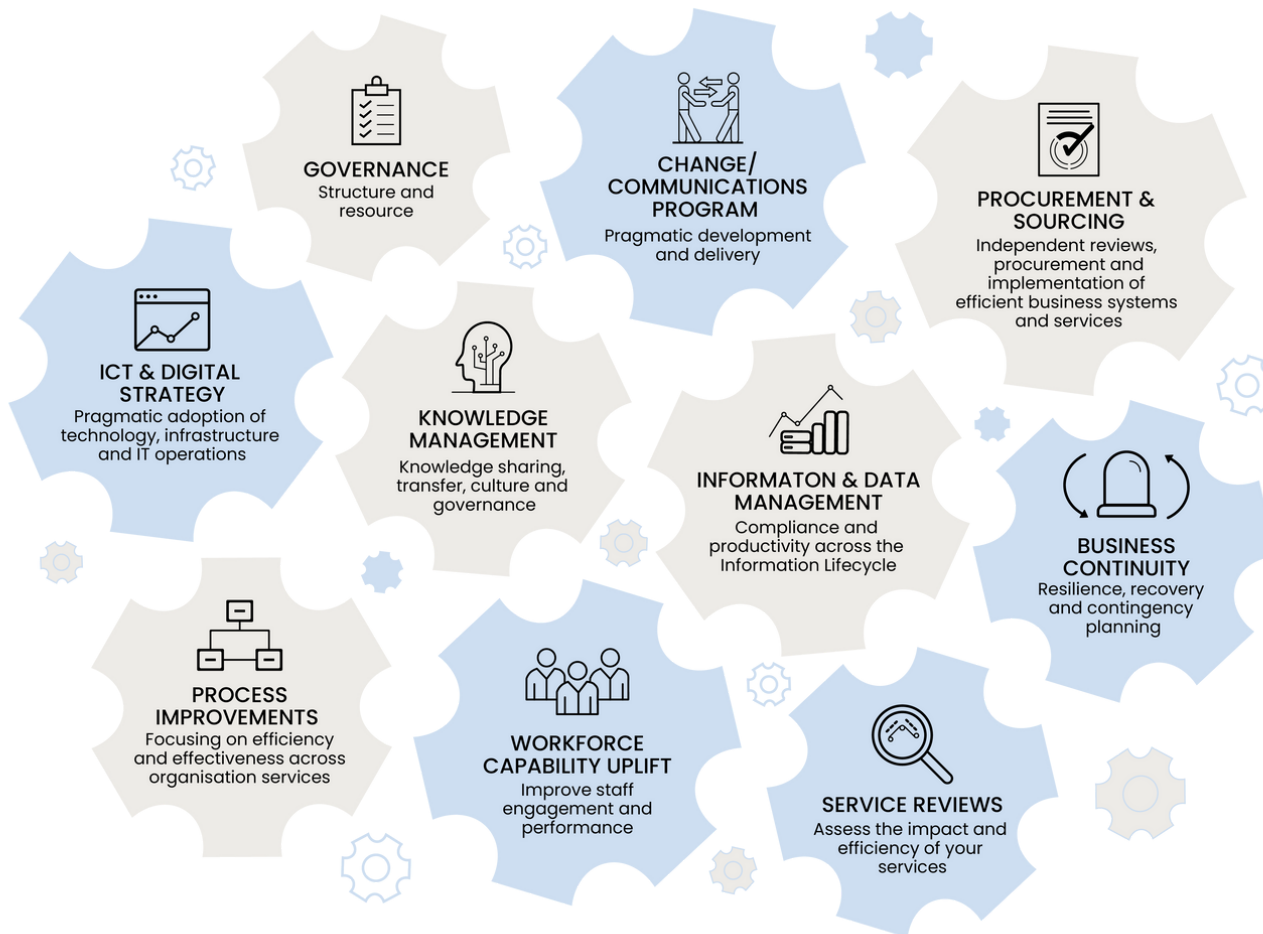 GOVERNANCE
Structure and
resource
CHANGE/
COMMUNICATIONS
PROGRAM
Pragmatic development
and delivery
PROCUREMENT &
SOURCING
Independent reviews,
procurement and
implementation of
efficient business systems
and services
ICT & DIGITAL
STRATEGY
Pragmatic adoption of
technology, infrastructure
and IT operations
KNOWLEDGE
MANAGEMENT
Knowledge sharing,
transfer, culture and
governance
INFORMATON & DATA
MANAGEMENT
Compliance and
productivity across the
Information Lifecycle
BUSINESS
CONTINUITY
Resilience, recovery
and contingency
planning
PROCESS
IMPROVEMENTS
Focusing on efficiency
and effectiveness across
organisation services
WORKFORCE
CAPABILITY UPLIFT
Improve staff
engagement and
performance
SERVICE REVIEWS
Assess the impact and
efficiency of your
services